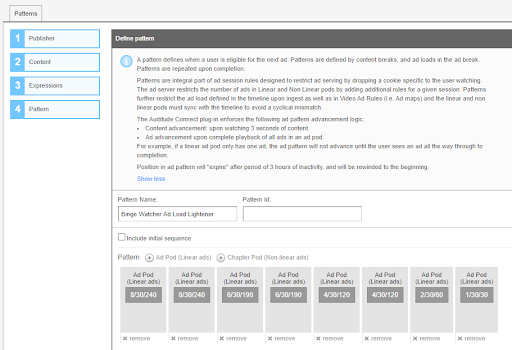 Patterns
1 Publisher
2 Content
3 Expressions
4 Pattern
Define pattern
A pattern defines when a user is eligible for the next ad. Patterns are defined by content breaks, and ad loads in the ad break.
Patterns are repeated upon completion.
Patterns are integral part of ad session rules designed to restrict ad serving by dropping a cookie specific to the user watching.
The ad server restricts the number of ads in Linear and Non Linear pods by adding additional rules for a given session. Patterns
further restrict the ad load defined in the timeline upon ingest as well as in Video Ad Rules (i.e. Ad maps) and the linear and non
linear pods must sync with the timeline to avoid a cyclical mismatch.
The Auditude Connect plug-in enforces the following ad pattern advancement logic:
• Content advancement: upon watching 3 seconds of content.
• Ad advancement upon complete playback of all ads in an ad pod.
For example, if a linear ad pod only has one ad, the ad pattern will not advance until the user sees an ad all the way through to
completion.
Position in ad pattern will "expire" after period of 3 hours of inactivity, and will be rewinded to the beginning.
Show less
Pattern Name: Pattern Id:
Binge Watcher Ad Load Lightener
Include initial sequence
Pattern Ad Pod (Linear ads) Chapter Pod (Non-linear ads)
Ad Pod Ad Pod Ad Pod Ad Pod Ad Pod Ad Pod Ad Pod Ad Pod
(Linear ads) (Linear ads) (Linear ads) (Linear ads) (Linear ads) (Linear ads) (Linear ads) (Linear ads)
8/30/240 8/30/240 6/30/190 6/30/190 4/30/120 4/30/120 2/30/60 1/30/30
× remove × remove × remove × remove × remove × remove × remove × remove